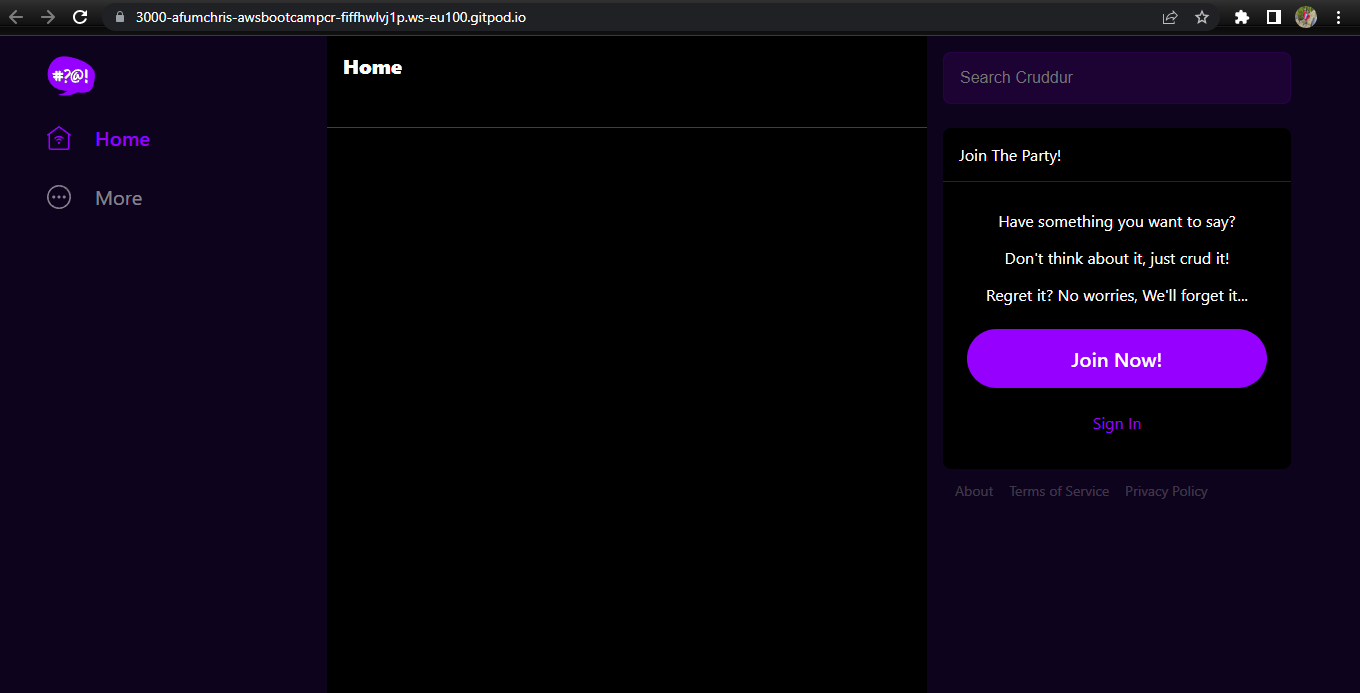 3000-afumchris-awsbootcampcr-fiffhwlvj1p.ws-eu100.gitpod.io
#?@!
Home
More
Home
Search Cruddur
Join The Party!
Have something you want to say?
Don't think about it, just crud it!
Regret it? No worries, We'll forget it...
Join Now!
Sign In
About Terms of Service Privacy Policy